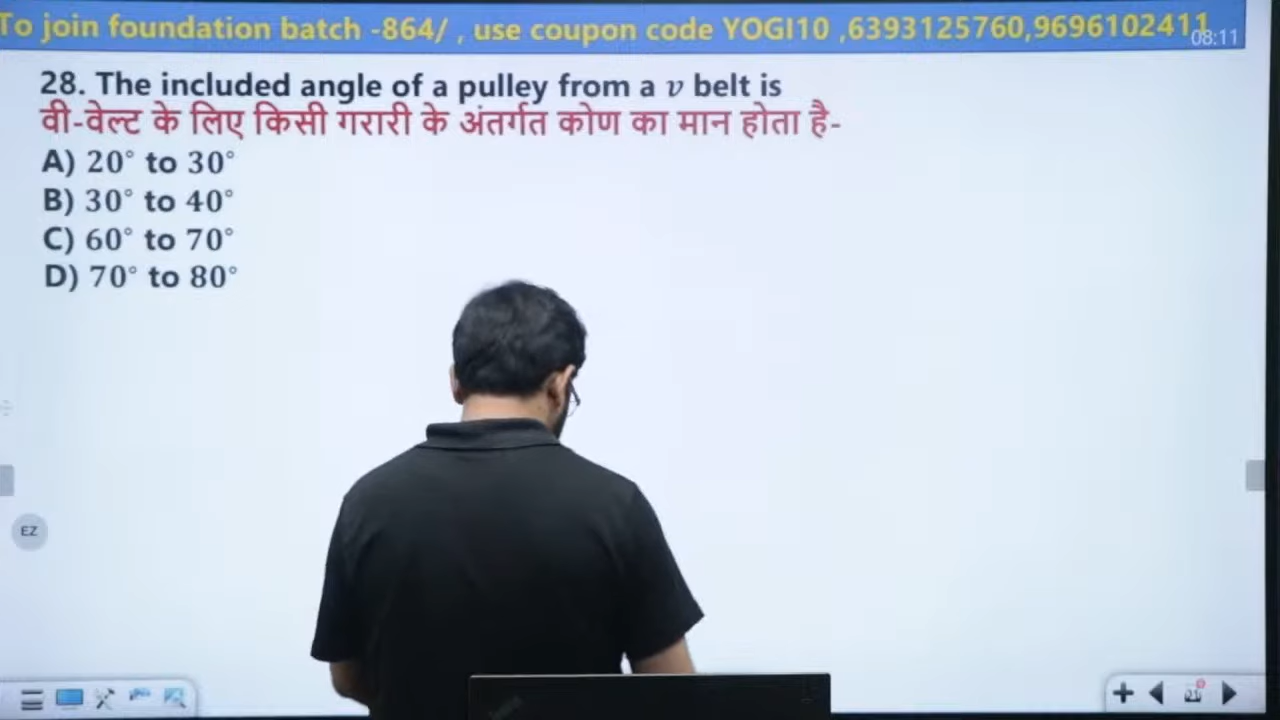 To join foundation batch -864/ , use coupon code YOGI10 ,6393125760,9696102411
08:11
28. The included angle of a pulley from a v belt is
वी-वेल्ट के लिए किसी गरारी के अंतर्गत कोण का मान होता है-
A) 20° to 30°
B) 30° to 40°
C) 60° to 70°
D) 70° to 80°
EZ